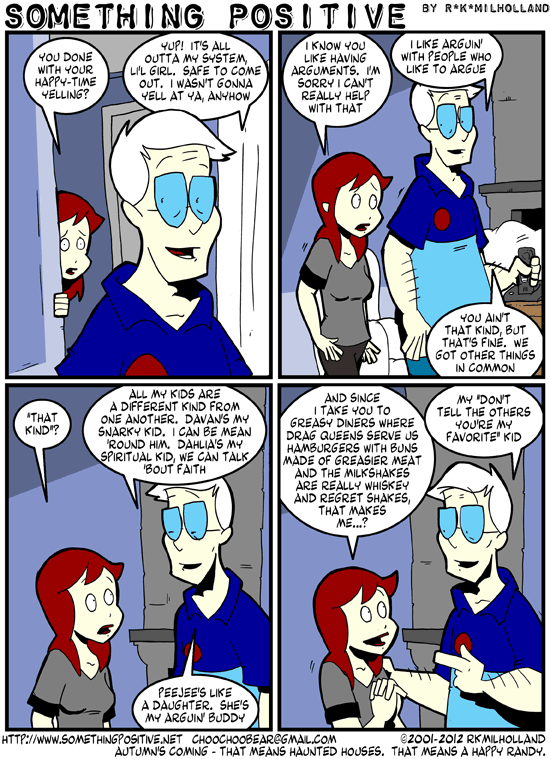 SOMETHING POSITIVE BY R*K*MILHOLLAND
YOU DONE
WITH YOUR
HAPPY-TIME
YELLING?
YUP! IT'S ALL
OUTTA MY SYSTEM,
LI'L GIRL. SAFE TO COME
OUT. I WASN'T GONNA
YELL AT YA, ANYHOW
I KNOW YOU
LIKE HAVING
ARGUMENTS. I'M
SORRY I CAN'T
REALLY HELP
WITH THAT
I LIKE ARGUIN'
WITH PEOPLE WHO
LIKE TO ARGUE
YOU AIN'T
THAT KIND, BUT
THAT'S FINE. WE
GOT OTHER THINGS
IN COMMON
"THAT
KIND"?
ALL MY KIDS ARE
A DIFFERENT KIND FROM
ONE ANOTHER. DAVAN'S MY
SNARKY KID. I CAN BE MEAN
'ROUND HIM. DAHLIA'S MY
SPIRITUAL KID, WE CAN TALK
'BOUT FAITH
PEEJEE'S LIKE
A DAUGHTER. SHE'S
MY ARGUIN' BUDDY
AND SINCE
I TAKE YOU TO
GREASY DINERS WHERE
DRAG QUEENS SERVE US
HAMBURGERS WITH BUNS
MADE OF GREASIER MEAT
AND THE MILKSHAKES
ARE REALLY WHISKEY
AND REGRET SHAKES,
THAT MAKES
ME...?
MY "DON'T
TELL THE OTHERS
YOU'RE MY
FAVORITE" KID
HTTP://WWW.SOMETHINGPOSITIVE.NET CHOOCHOOBEAR@GMAIL.COM ©2001-2012 RKMILHOLLAND
AUTUMN'S COMING - THAT MEANS HAUNTED HOUSES. THAT MEANS A HAPPY RANDY.